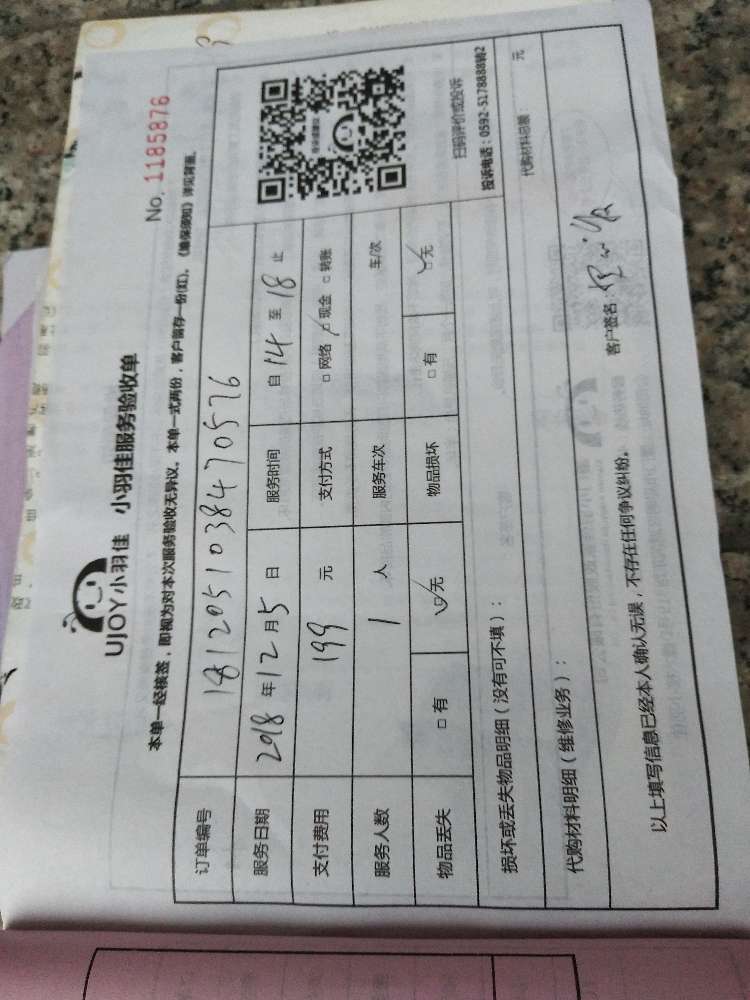 UJOY小羽佳 小羽佳服务验收单
No. 1185876
本单一经核签，即视为对本次服务验收无异议。本单一式两份，客户留存一份(红)。《维保须知》详见背面。
订单编号 181205103847057​6
服务日期 2018 年 12 月 5 日 服务时间 自 14 至 18 止
支付费用 199 元 支付方式 □ 网络 □ 现金 □ 转账
服务人数 1 人 服务车次 车/次
物品丢失 □ 有 □ 无 物品损坏 □ 有 □ 无
扫码评价或投诉
投诉电话：0592-5178888转2
损坏或丢失物品明细（没有可不填）：
代购材料明细（维修业务）： 代购材料总额： 元
以上填写信息已经本人确认无误，不存在任何争议纠纷。 客户签名：